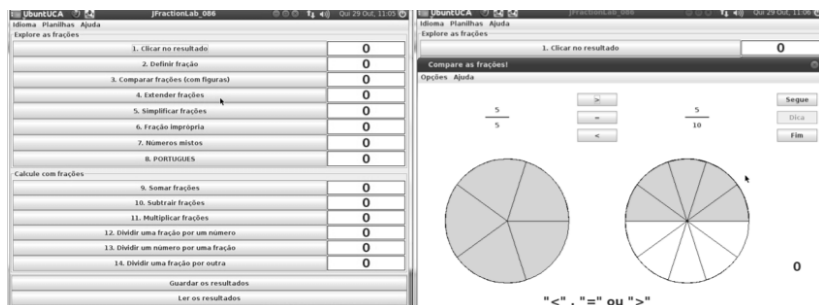 UbuntUCA JFractionLab_086 Qui 29 Out, 11:05
Idioma Planilhas Ajuda
Explore as frações
1. Clicar no resultado 0
2. Definir fração 0
3. Comparar frações (com figuras) 0
4. Extender frações 0
5. Simplificar frações 0
6. Fração imprópria 0
7. Números mistos 0
8. PORTUGUES 0
Calcule com frações
9. Somar frações 0
10. Subtrair frações 0
11. Multiplicar frações 0
12. Dividir uma fração por um número 0
13. Dividir um número por uma fração 0
14. Dividir uma fração por outra 0
Guardar os resultados
Ler os resultados
UbuntUCA JFractionLab_086 Qui 29 Out, 11:06
Idioma Planilhas Ajuda
Explore as frações
1. Clicar no resultado 0
Compare as frações!
Opções Ajuda
5
5
>
=
<
5
10
Segue
Dica
Fim
0
"<" , "=" ou ">"